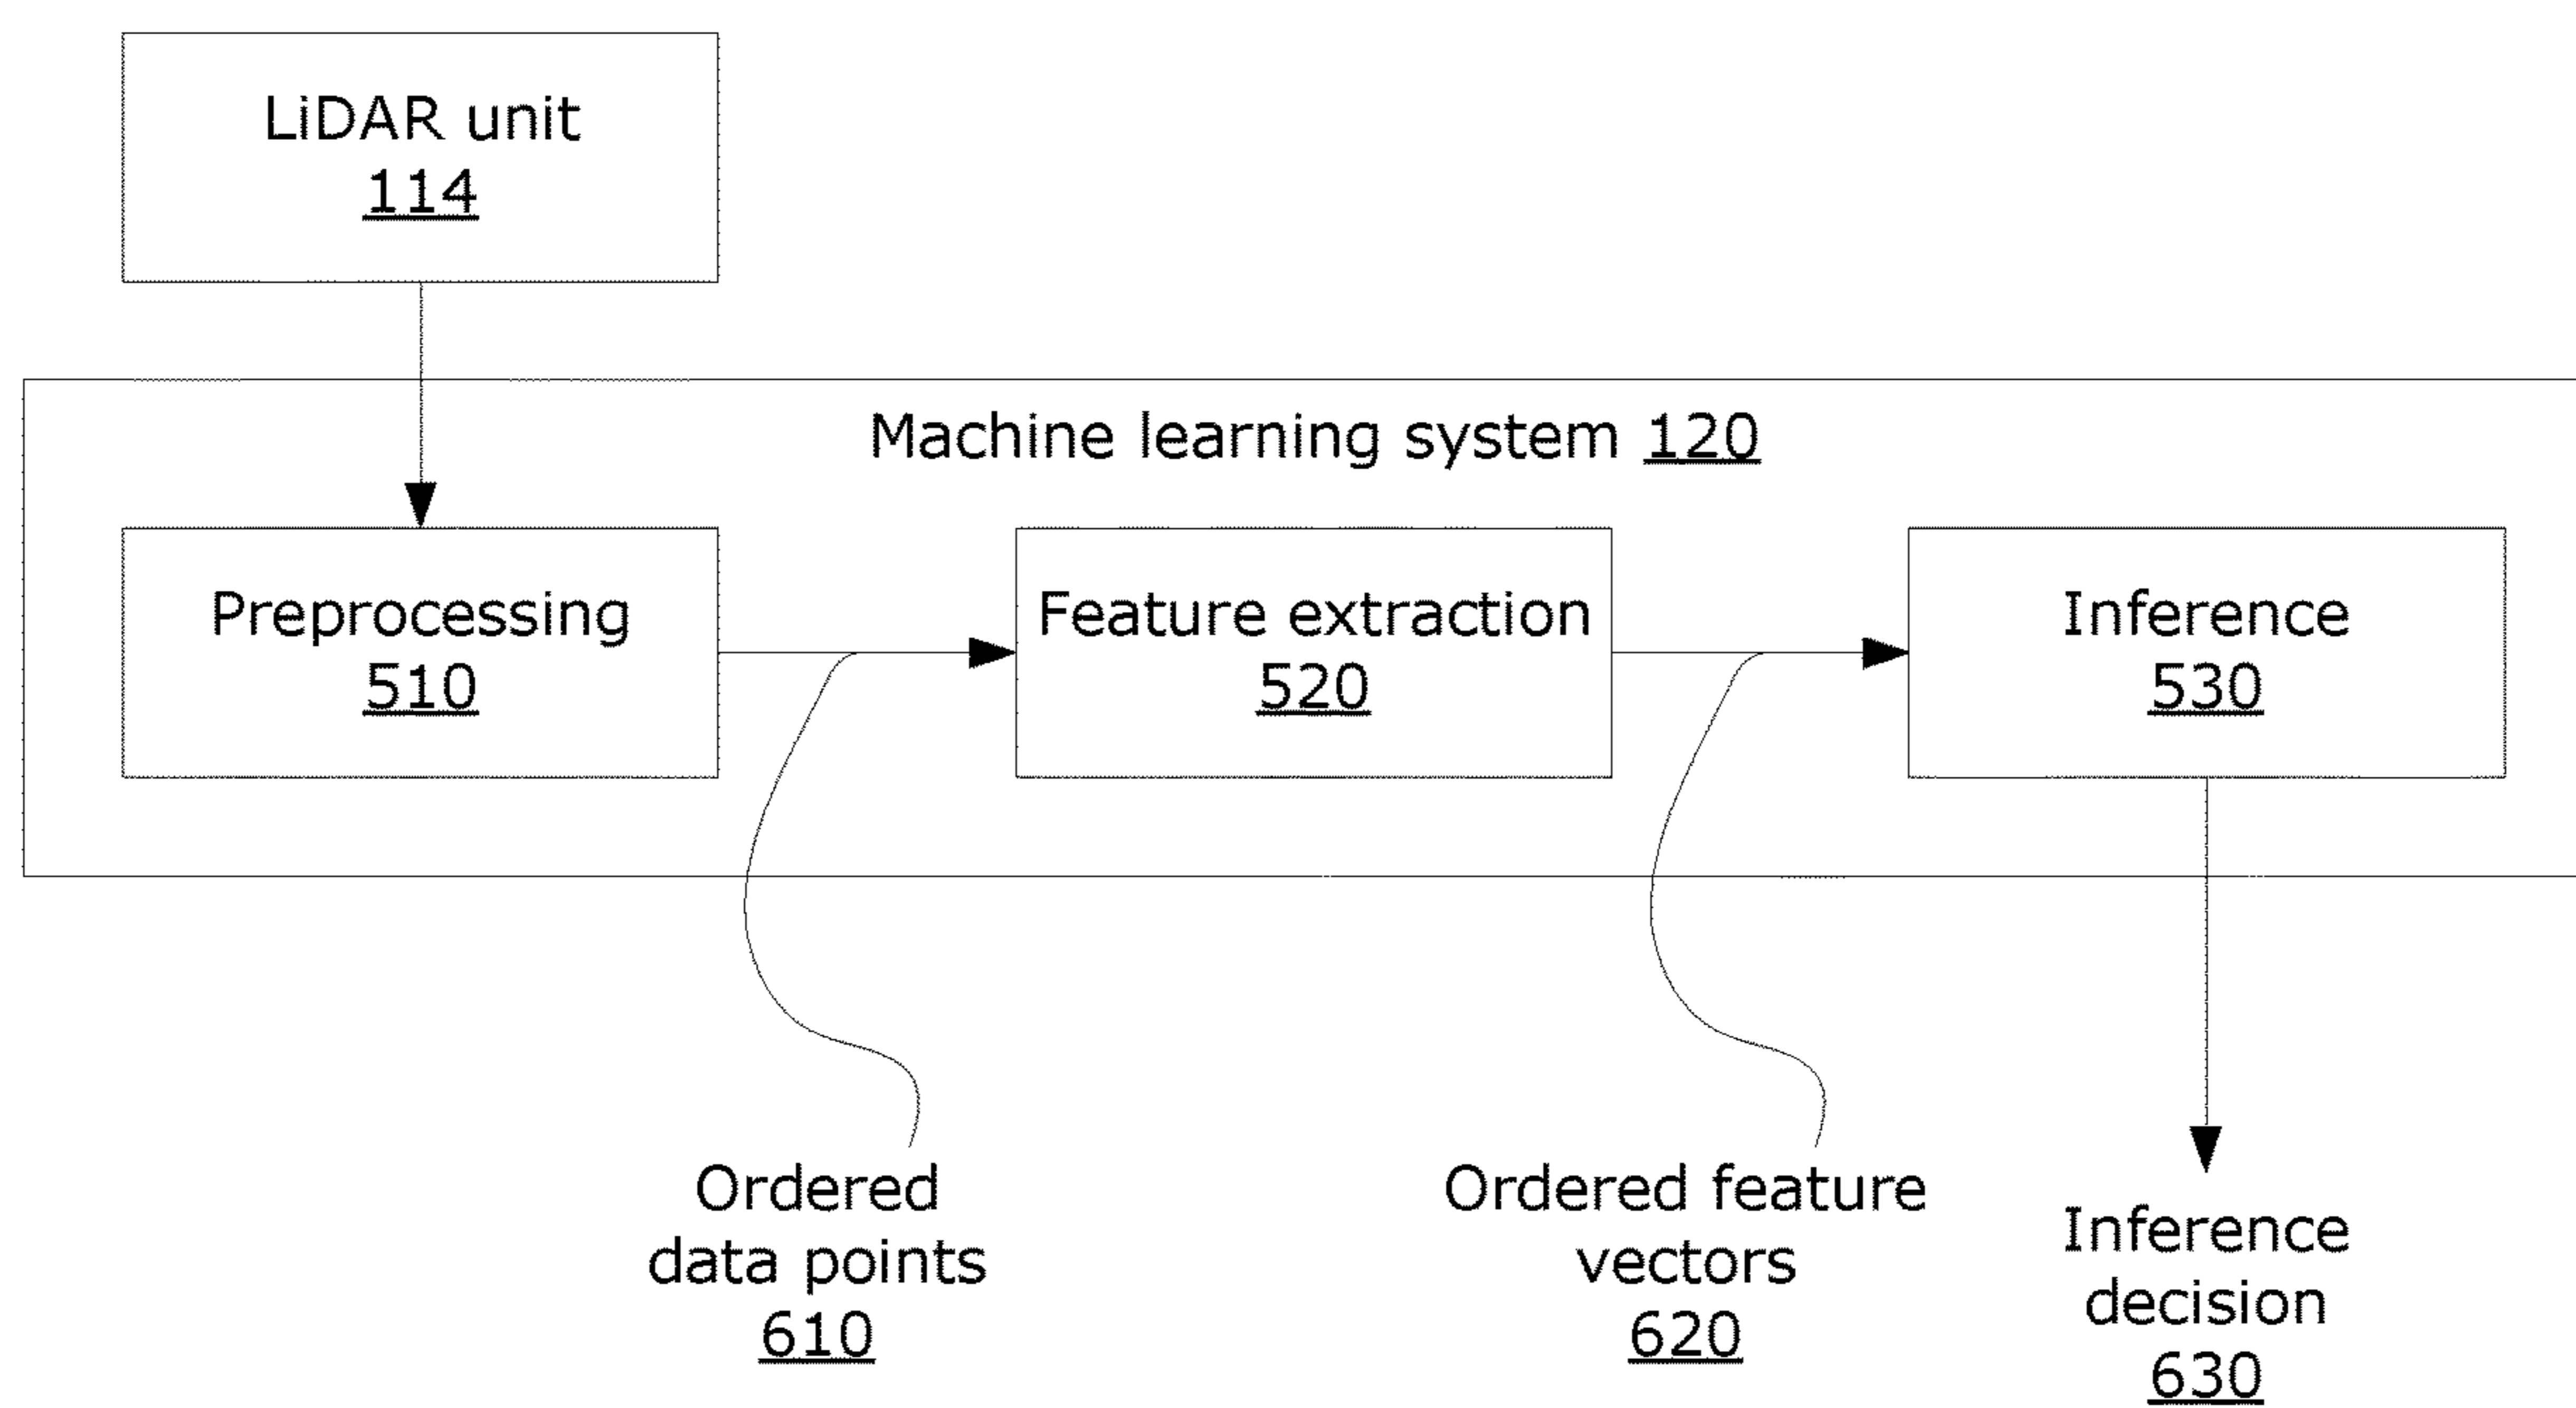 LiDAR unit
114
Machine learning system 120
Preprocessing
510
Feature extraction
520
Inference
530
Ordered
data points
610
Ordered feature
vectors
620
Inference
decision
630